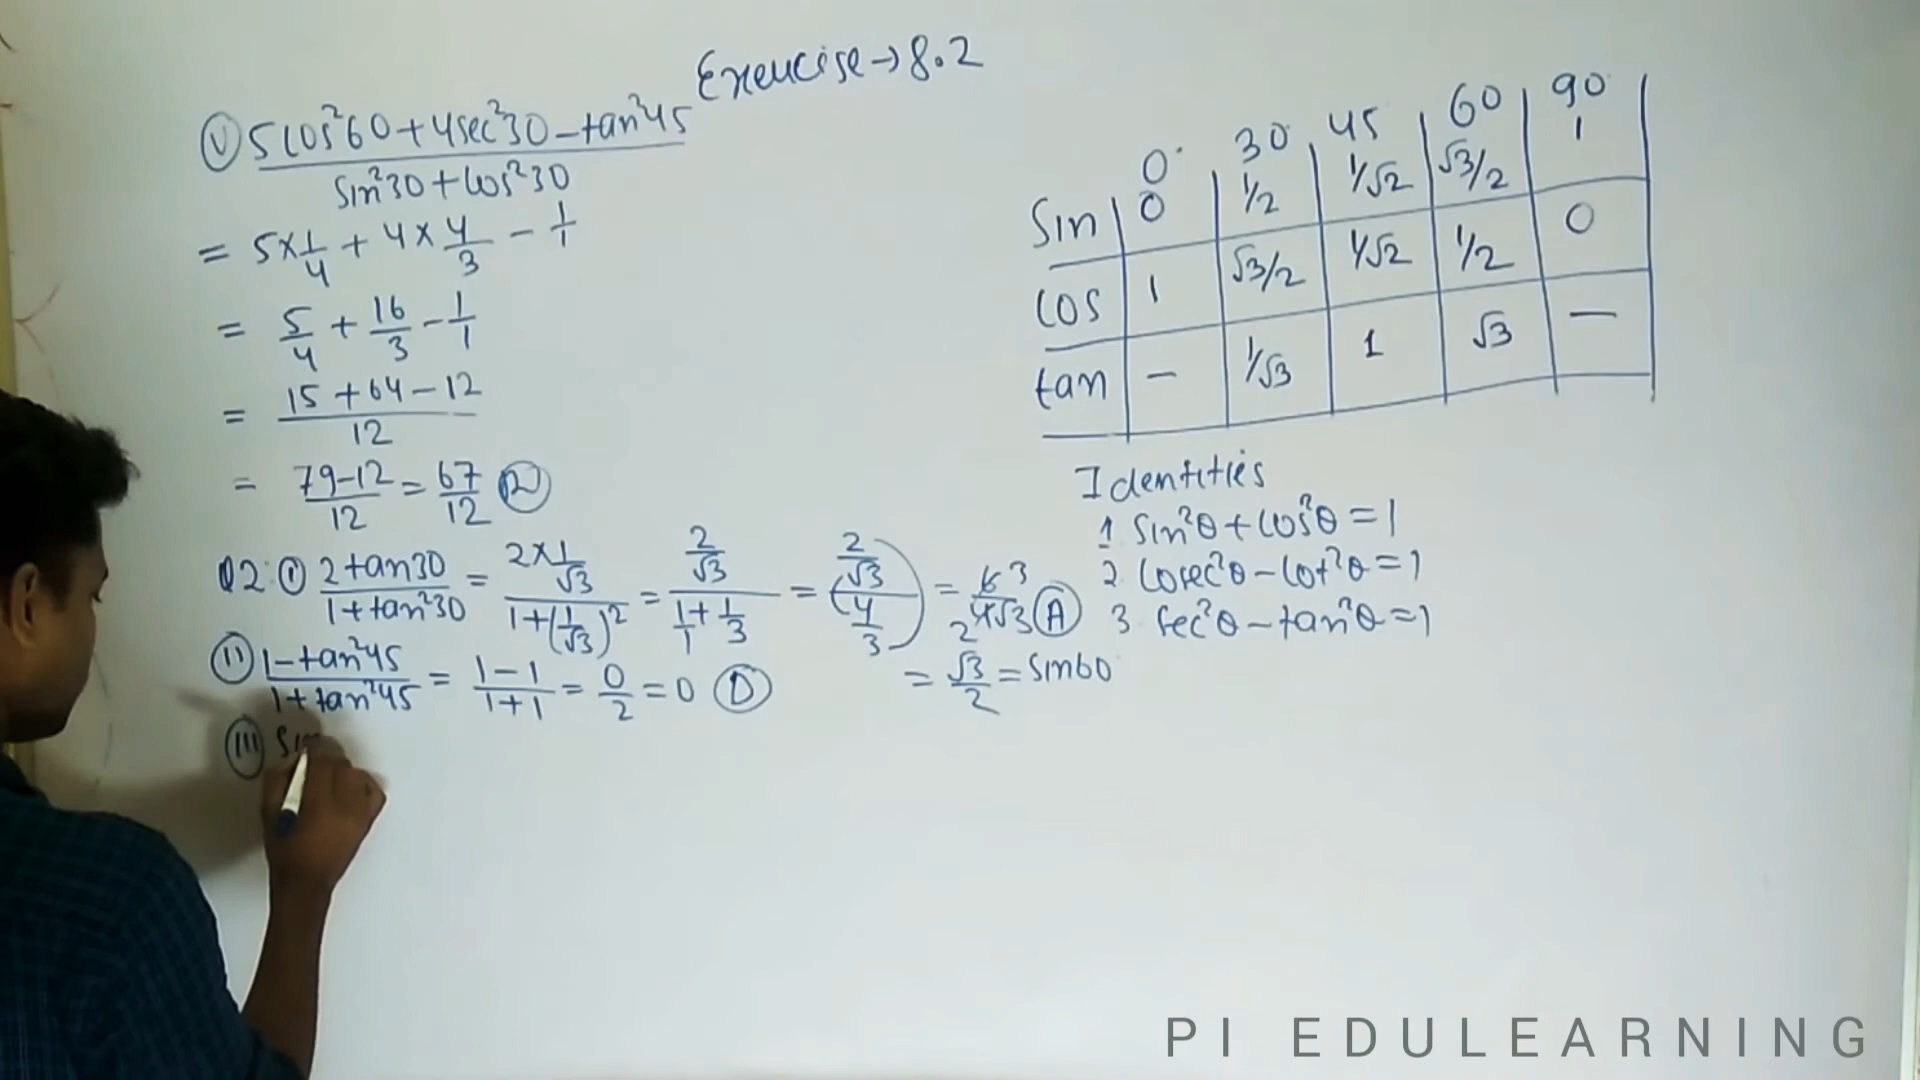 Exercise → 8.2
(V) 5cos²60 + 4sec²30 - tan²45
sin²30 + cos²30
= 5×1/4 + 4×4/3 - 1/1
= 5/4 + 16/3 - 1/1
= 15+64-12
12
= 79-12/12 = 67/12
Q2. (I) 2tan30/1+tan²30 = 2×1/√3/1+(1/√3)² = 2/√3/1/1+1/3 = (2/√3/4/3) = 6 3/2 4√3 (A)
= √3/2 = sin60
(II) 1-tan²45/1+tan²45 = 1-1/1+1 = 0/2 = 0 (D)
(III) sin
0° 30 45 60 90
Sin 0 1/2 1/√2 √3/2 1
Cos 1 √3/2 1/√2 1/2 0
tan — 1/√3 1 √3 —
Identities
1 Sin²θ + Cos²θ = 1
2. Cosec²θ - Cot²θ = 1
3. Sec²θ - tan²θ = 1
PI EDULEARNING